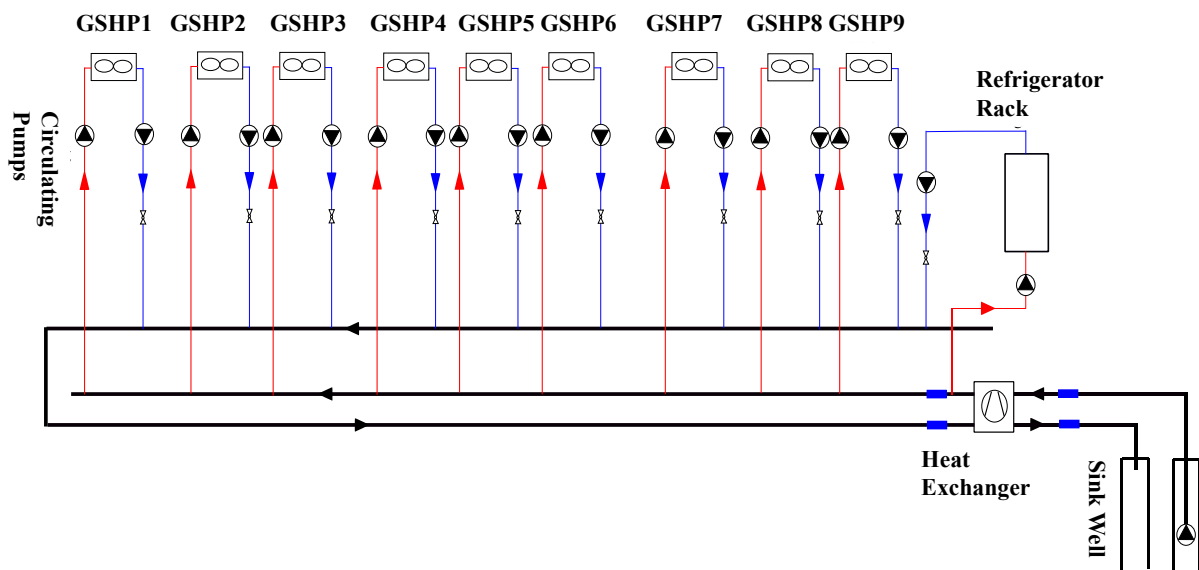 GSHP1
GSHP2
GSHP3
GSHP4
GSHP5
GSHP6
GSHP7
GSHP8
GSHP9
Refrigerator
Rack
Circulating
Pumps
Heat
Exchanger
Sink Well